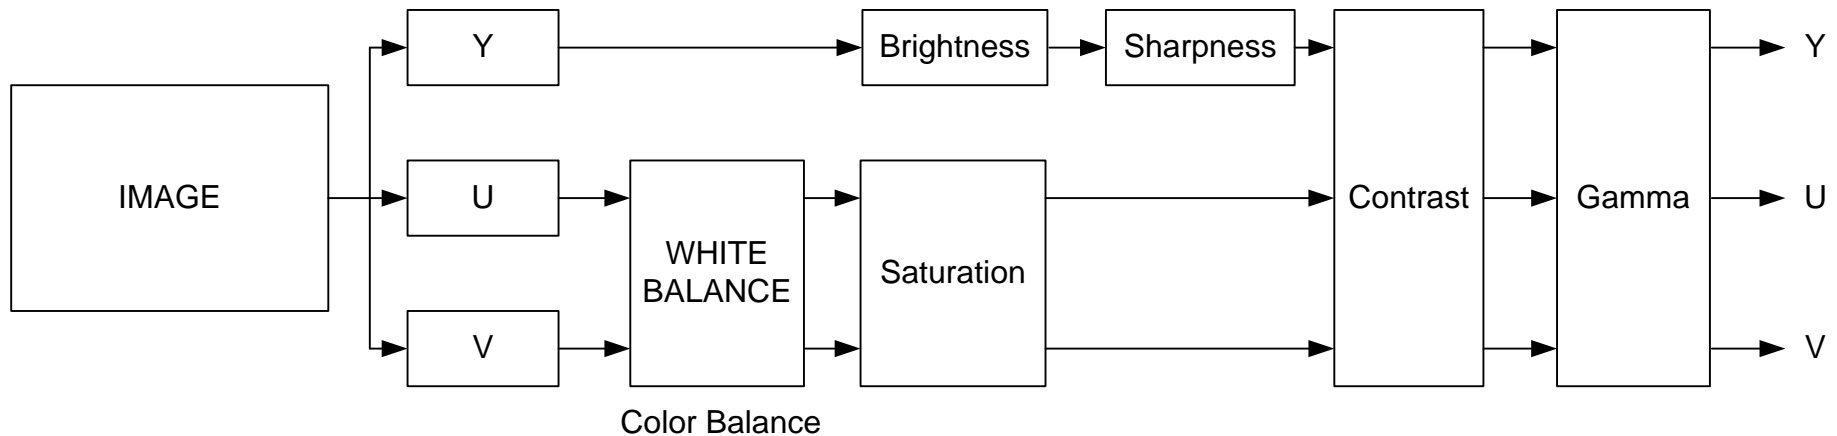 Y
Brightness
Sharpness
Y
IMAGE
U
WHITE
BALANCE
Saturation
Contrast
Gamma
U
V
V
Color Balance